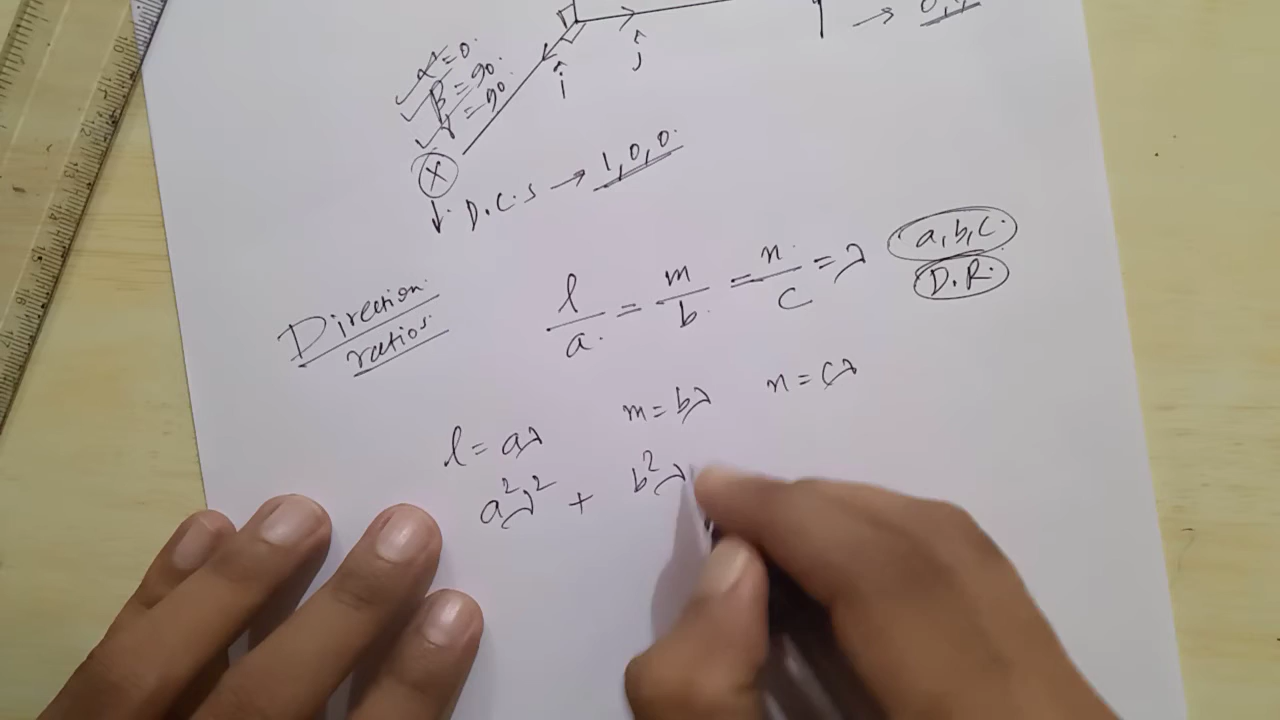 ĵ
î
α = 0.
β = 90.
γ = 90
X
D.C.S → 1,0,0.
Direction
ratios.
l/a = m/b = n/c = λ
a,b,c.
D.R.
l = aλ m = bλ n = cλ
a²λ² + b²λ